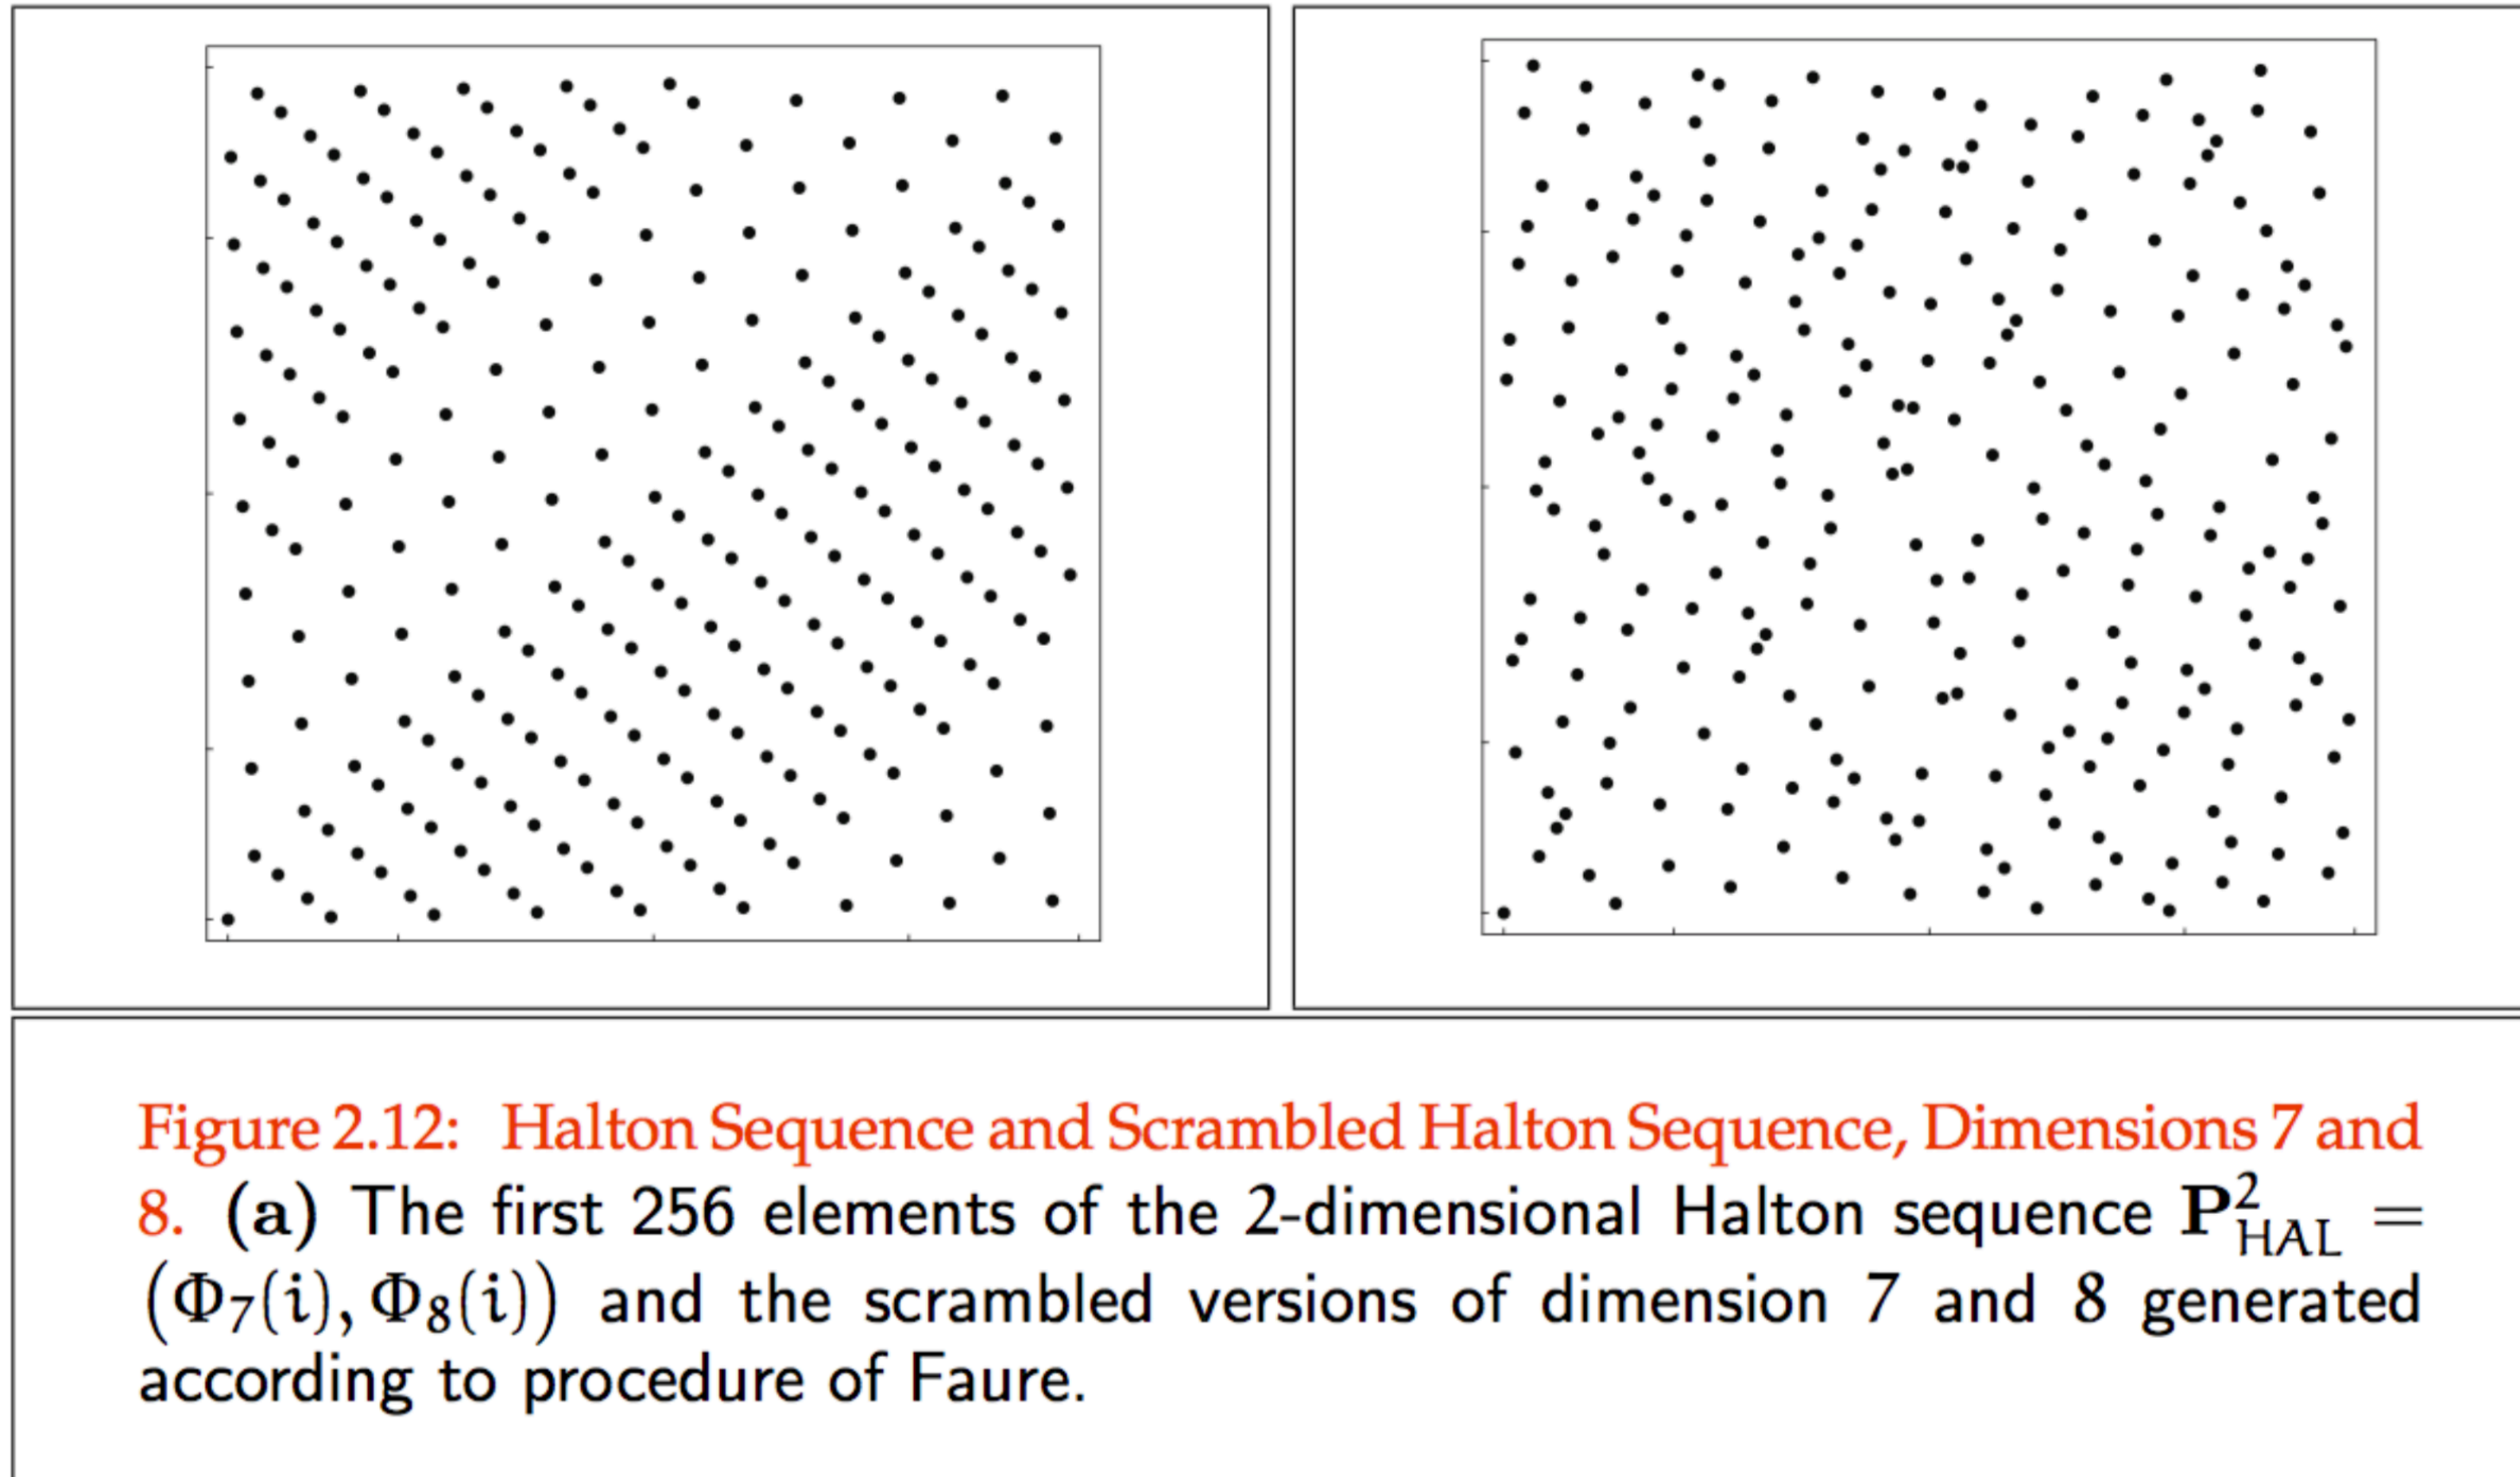 Figure 2.12: Halton Sequence and Scrambled Halton Sequence, Dimensions 7 and
8. (a) The first 256 elements of the 2-dimensional Halton sequence P²_HAL =
(Φ₇(i), Φ₈(i)) and the scrambled versions of dimension 7 and 8 generated
according to procedure of Faure.